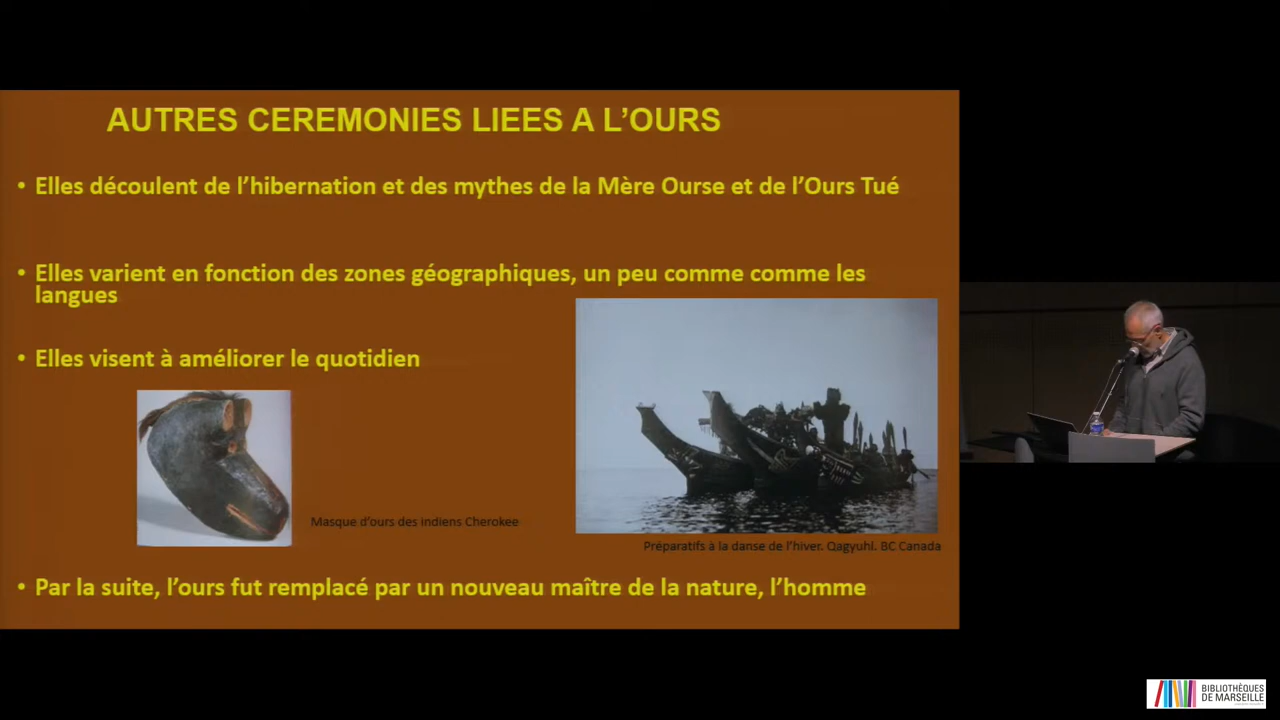 AUTRES CEREMONIES LIEES A L'OURS
• Elles découlent de l'hibernation et des mythes de la Mère Ourse et de l'Ours Tué
• Elles varient en fonction des zones géographiques, un peu comme comme les
langues
• Elles visent à améliorer le quotidien
Masque d'ours des indiens Cherokee
Préparatifs à la danse de l'hiver. Qagyuhl. BC Canada
• Par la suite, l'ours fut remplacé par un nouveau maître de la nature, l'homme
BIBLIOTHÈQUES
DE MARSEILLE